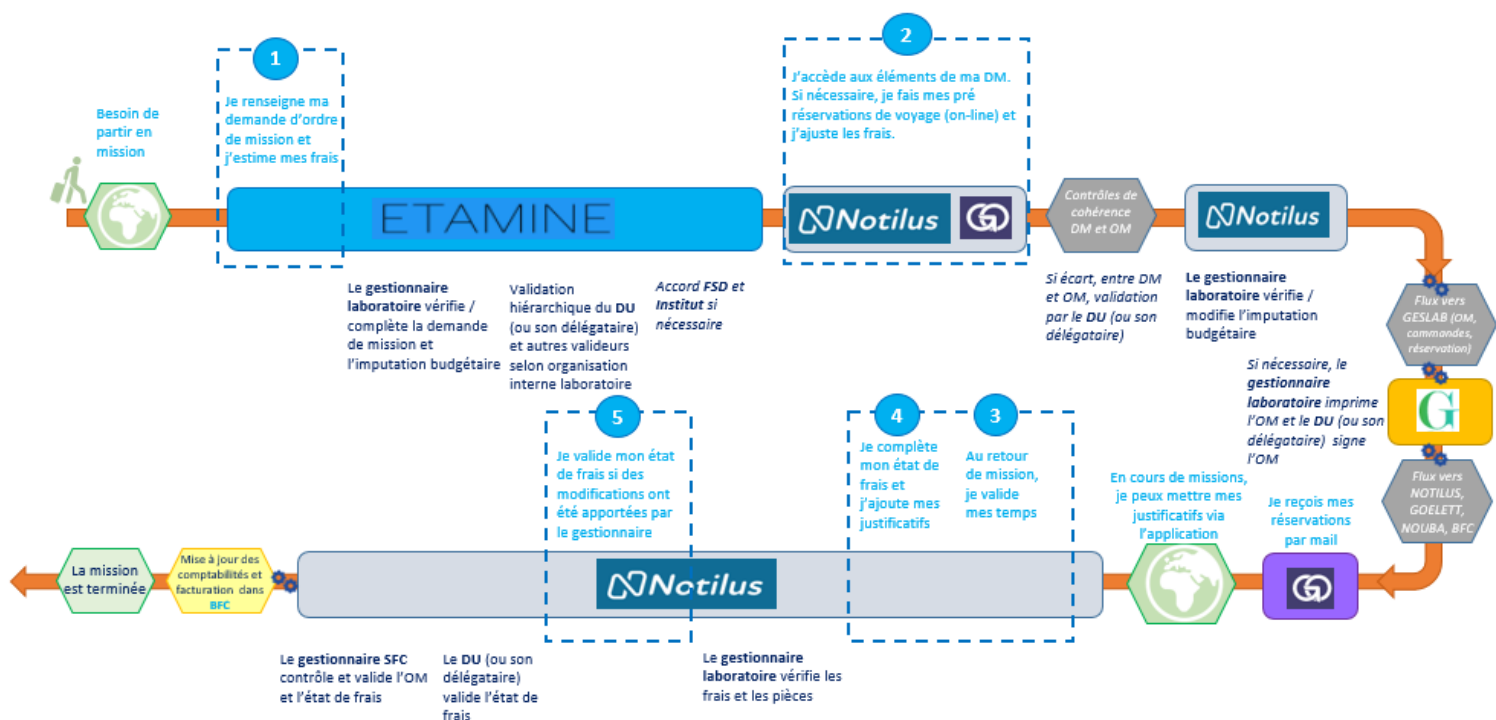 1
2
Je renseigne ma
demande d'ordre
de mission et
j'estime mes frais
J'accède aux éléments de ma DM.
Si nécessaire, je fais mes pré
réservations de voyage (on-line) et
j'ajuste les frais.
Besoin de
partir en
mission
ETAMINE
Notilus
GO
Contrôles de
cohérence
DM et OM
Notilus
Le gestionnaire
laboratoire vérifie /
complète la demande
de mission et
l'imputation budgétaire
Validation
hiérarchique du DU
(ou son délégataire)
et autres valideurs
selon organisation
interne laboratoire
Accord FSD et
Institut si
nécessaire
Si écart, entre DM
et OM, validation
par le DU (ou son
délégataire)
Le gestionnaire
laboratoire vérifie /
modifie l'imputation
budgétaire
Flux vers
GESLAB (OM,
commandes,
réservation)
Si nécessaire, le
gestionnaire
laboratoire imprime
l'OM et le DU (ou son
délégataire) signe
l'OM
G
Flux vers
NOTILUS,
GOELETT,
NOUBA, BFC
5
4
3
Je valide mon état
de frais si des
modifications ont
été apportées par
le gestionnaire
Je complète
mon état de
frais et
j'ajoute mes
justificatifs
Au retour
de mission,
je valide
mes temps
En cours de missions,
je peux mettre mes
justificatifs via
l'application
Je reçois mes
réservations
par mail
La mission
est terminée
Mise à jour des
comptabilités et
facturation dans
BFC
Notilus
GO
Le gestionnaire SFC
contrôle et valide l'OM
et l'état de frais
Le DU (ou son
délégataire)
valide l'état de
frais
Le gestionnaire
laboratoire vérifie les
frais et les pièces